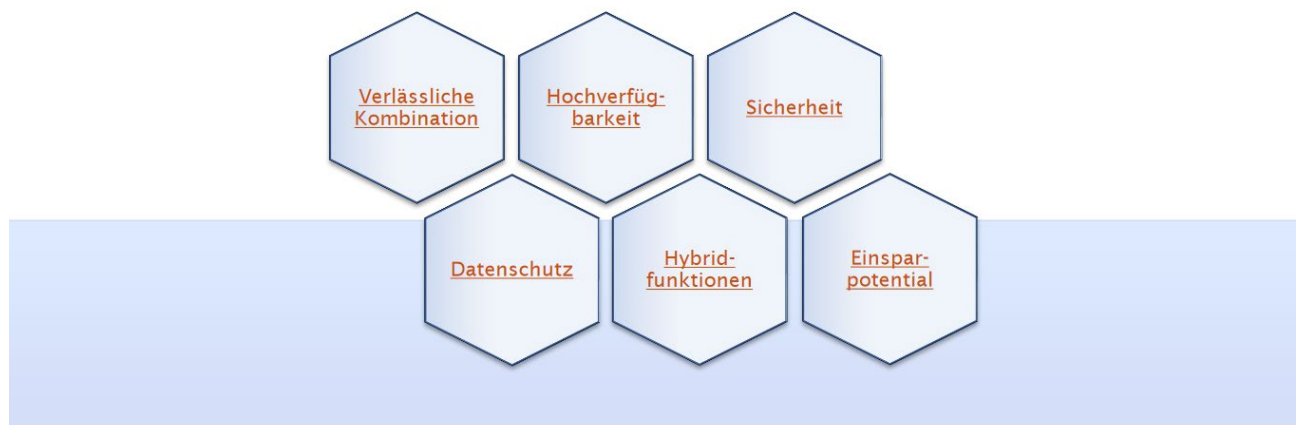 Verlässliche
Kombination
Hochverfüg-
barkeit
Sicherheit
Datenschutz
Hybrid-
funktionen
Einspar-
potential